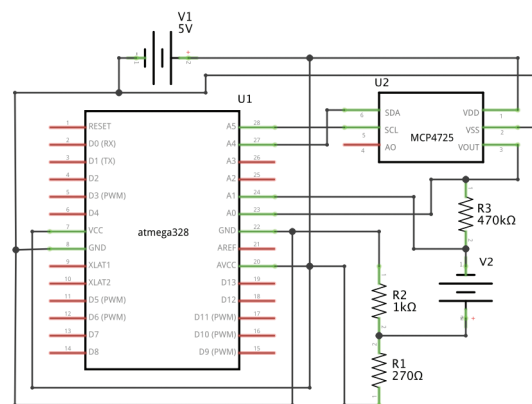 V1
5V
U1
U2
RESET
D0 (RX)
D1 (TX)
D2
D3 (PWM)
D4
VCC
GND
XLAT1
XLAT2
D5 (PWM)
D6 (PWM)
D7
D8
1
2
3
4
5
6
7
8
9
10
11
12
13
14
atmega328
A5
A4
A3
A2
A1
A0
GND
AREF
AVCC
D13
D12
D11 (PWM)
D10 (PWM)
D9 (PWM)
28
27
26
25
24
23
22
21
20
19
18
17
16
15
SDA
SCL
AO
6
5
4
MCP4725
VDD
VSS
VOUT
1
2
3
R3
470kΩ
V2
R2
1kΩ
R1
270Ω